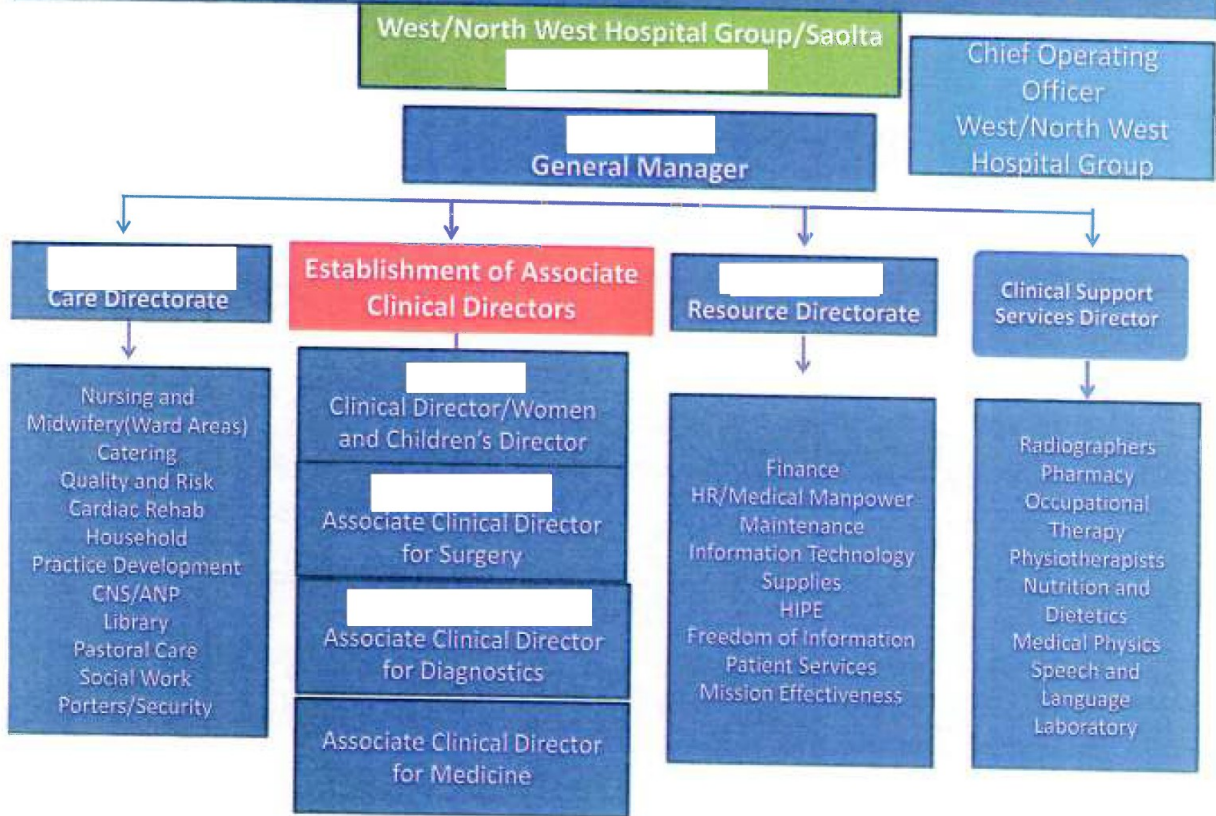 West/North West Hospital Group/Saolta
Chief Operating
Officer
West/North West
Hospital Group
General Manager
Care Directorate
Establishment of Associate
Clinical Directors
Resource Directorate
Clinical Support
Services Director
Nursing and
Midwifery(Ward Areas)
Catering
Quality and Risk
Cardiac Rehab
Household
Practice Development
CNS/ANP
Library
Pastoral Care
Social Work
Porters/Security
Clinical Director/Women
and Children's Director
Associate Clinical Director
for Surgery
Associate Clinical Director
for Diagnostics
Associate Clinical Director
for Medicine
Finance
HR/Medical Manpower
Maintenance
Information Technology
Supplies
HIPE
Freedom of Information
Patient Services
Mission Effectiveness
Radiographers
Pharmacy
Occupational
Therapy
Physiotherapists
Nutrition and
Dietetics
Medical Physics
Speech and
Language
Laboratory